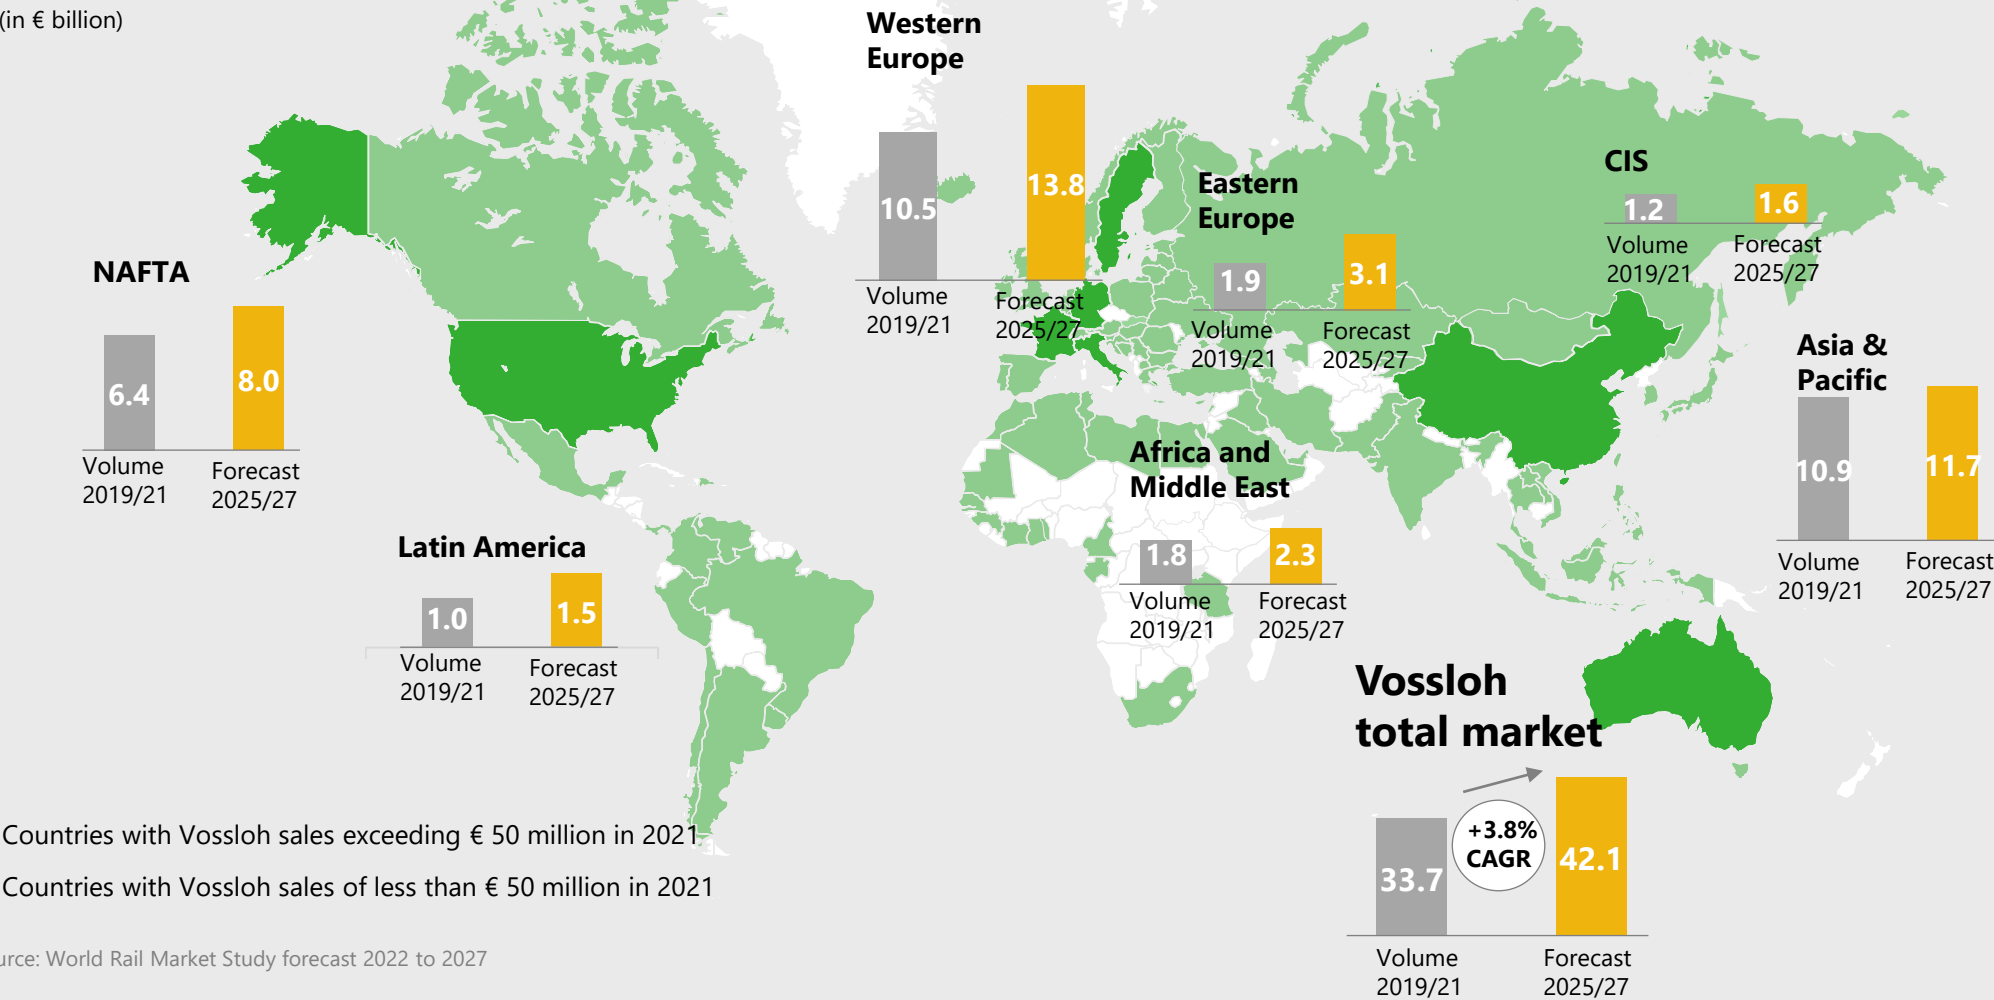 (in € billion)
Western
Europe
10.5
13.8
Volume
2019/21
Forecast
2025/27
Eastern
Europe
1.9
3.1
Volume
2019/21
Forecast
2025/27
CIS
1.2
1.6
Volume
2019/21
Forecast
2025/27
NAFTA
6.4
8.0
Volume
2019/21
Forecast
2025/27
Asia &
Pacific
10.9
11.7
Volume
2019/21
Forecast
2025/27
Africa and
Middle East
1.8
2.3
Volume
2019/21
Forecast
2025/27
Latin America
1.0
1.5
Volume
2019/21
Forecast
2025/27
Vossloh
total market
+3.8%
CAGR
33.7
42.1
Volume
2019/21
Forecast
2025/27
Countries with Vossloh sales exceeding € 50 million in 2021
Countries with Vossloh sales of less than € 50 million in 2021
urce: World Rail Market Study forecast 2022 to 2027